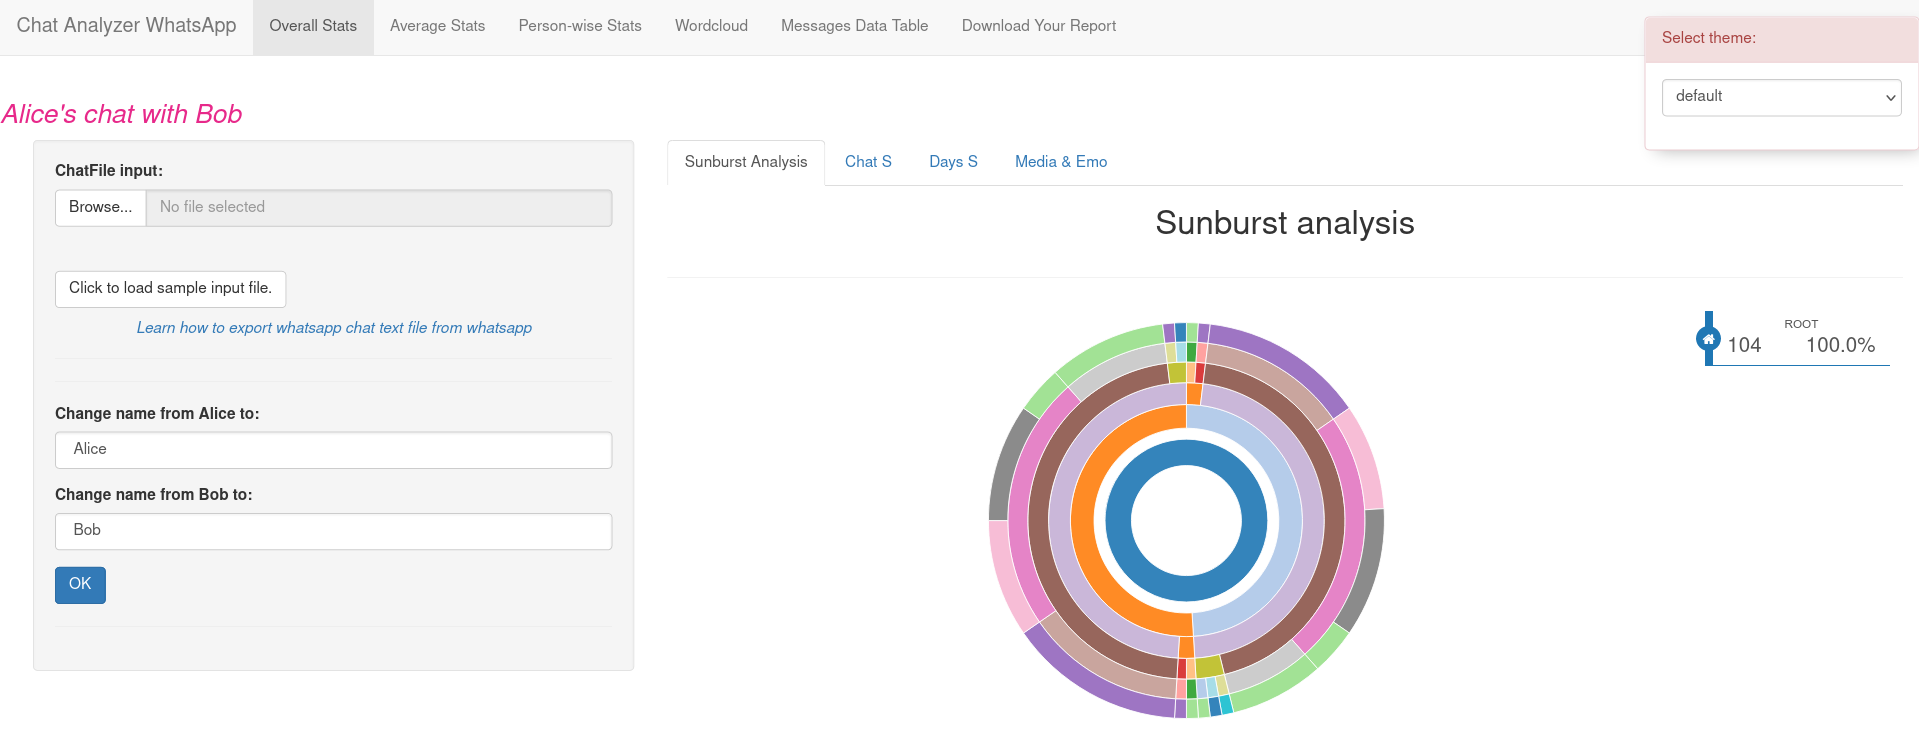 Chat Analyzer WhatsApp Overall Stats Average Stats Person-wise Stats Wordcloud Messages Data Table Download Your Report
Select theme:
default
Alice's chat with Bob
ChatFile input:
Browse... No file selected
Click to load sample input file.
Learn how to export whatsapp chat text file from whatsapp
Change name from Alice to:
Alice
Change name from Bob to:
Bob
OK
Sunburst Analysis Chat S Days S Media & Emo
Sunburst analysis
ROOT
104 100.0%